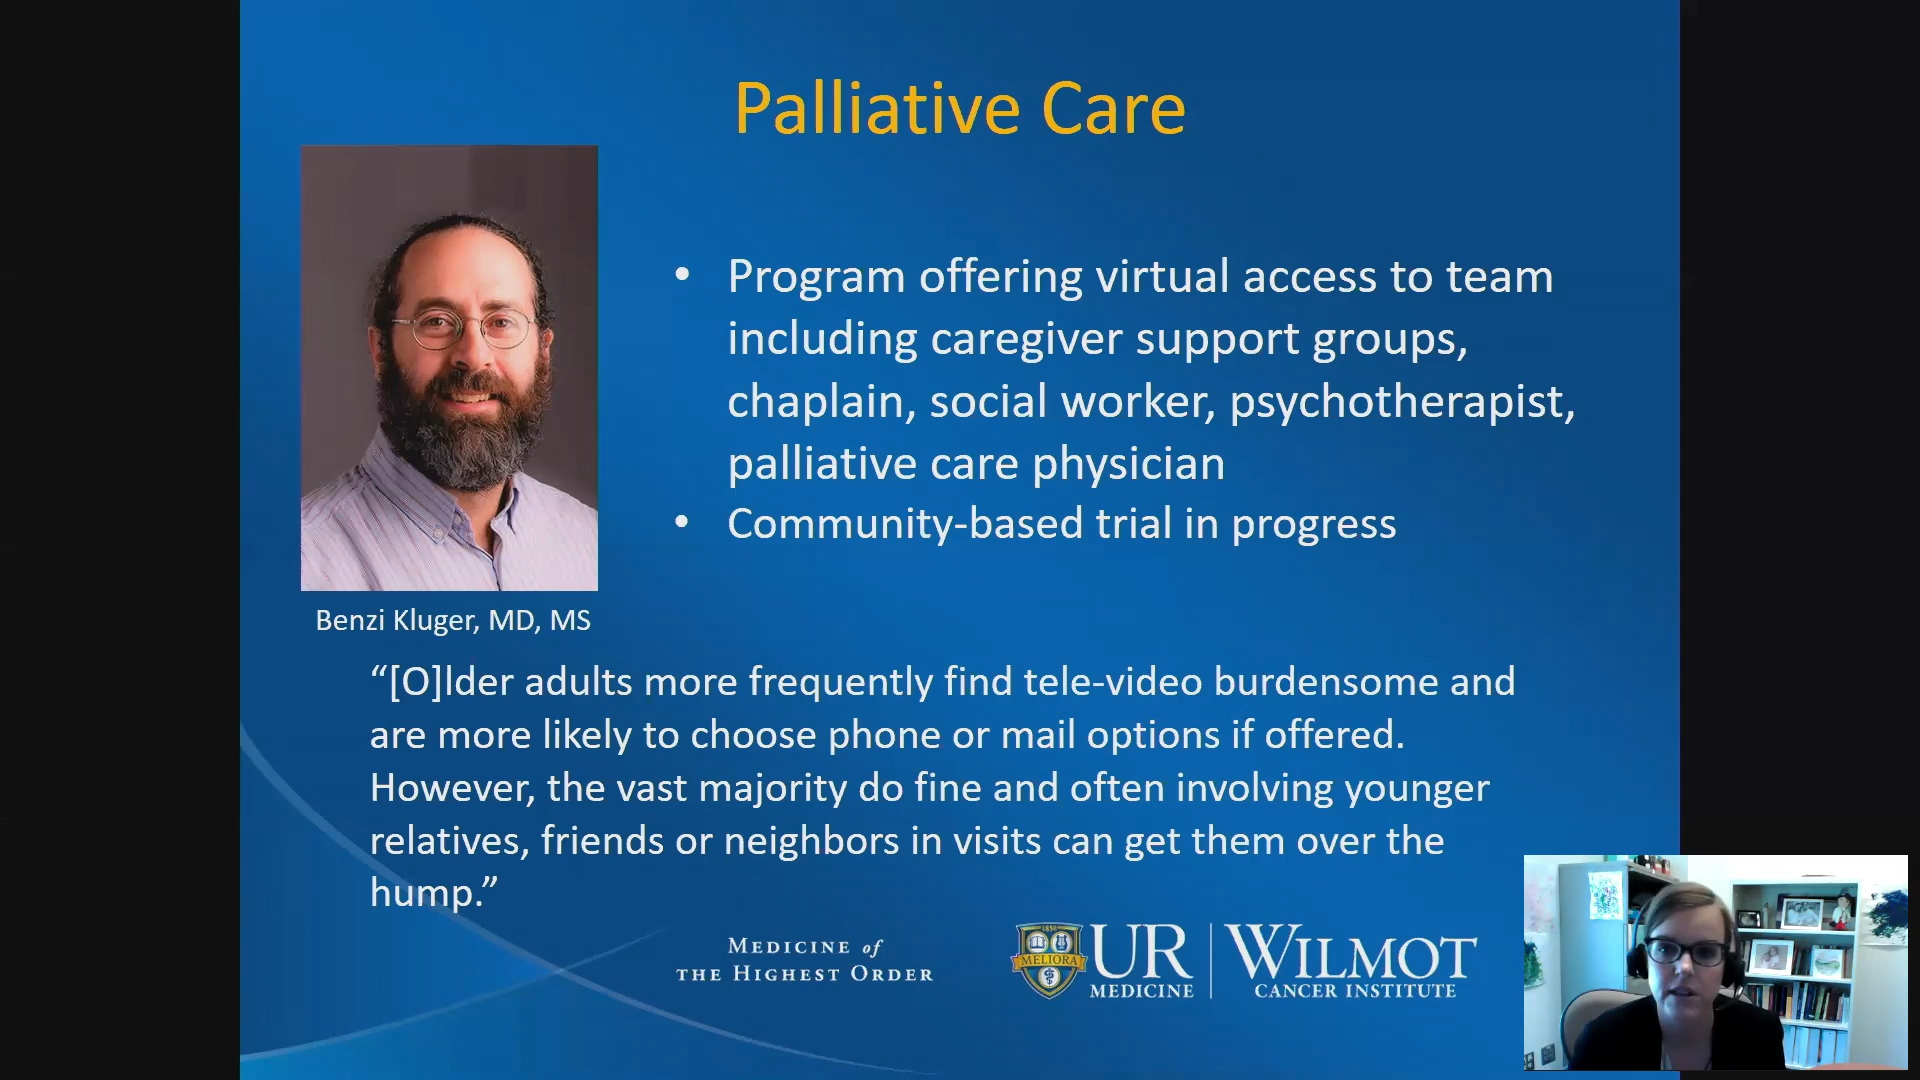 Palliative Care
• Program offering virtual access to team
including caregiver support groups,
chaplain, social worker, psychotherapist,
palliative care physician
• Community-based trial in progress
Benzi Kluger, MD, MS
“[O]lder adults more frequently find tele-video burdensome and
are more likely to choose phone or mail options if offered.
However, the vast majority do fine and often involving younger
relatives, friends or neighbors in visits can get them over the
hump.”
MEDICINE of
THE HIGHEST ORDER
1850
MELIORA
UR
MEDICINE
WILMOT
CANCER INSTITUTE